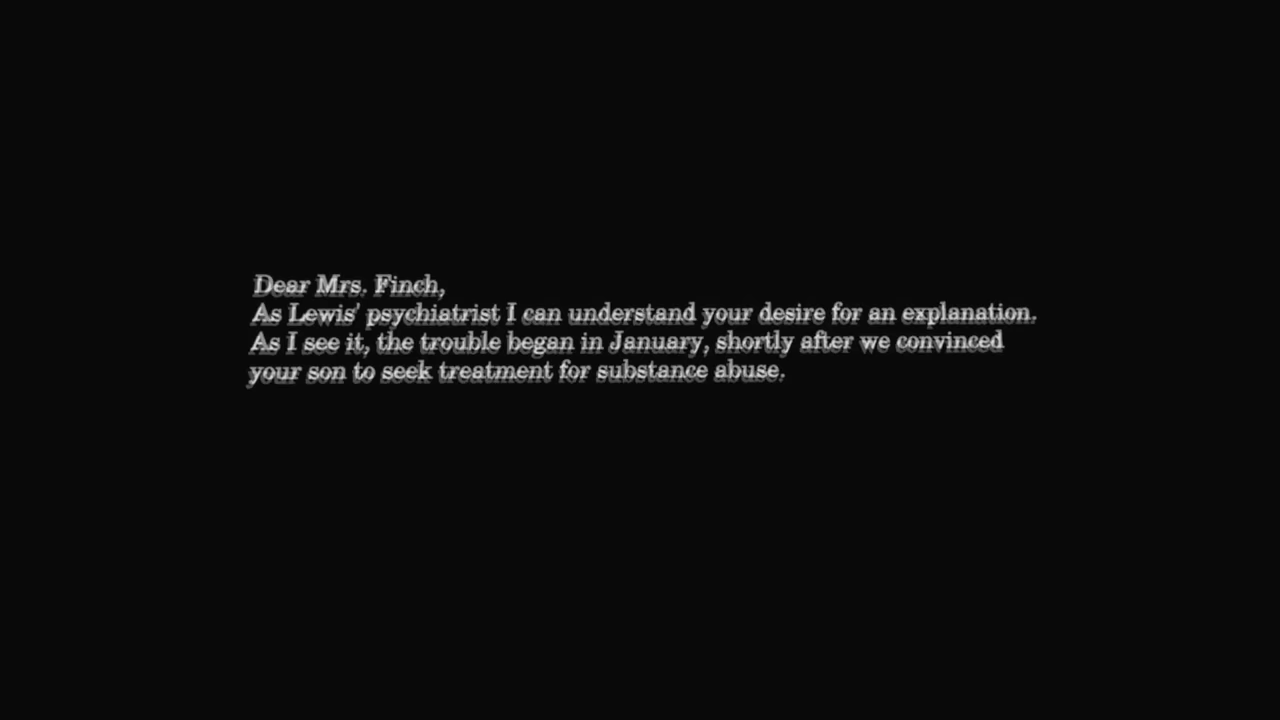 Dear Mrs. Finch,
As Lewis' psychiatrist I can understand your desire for an explanation.
As I see it, the trouble began in January, shortly after we convinced
your son to seek treatment for substance abuse.